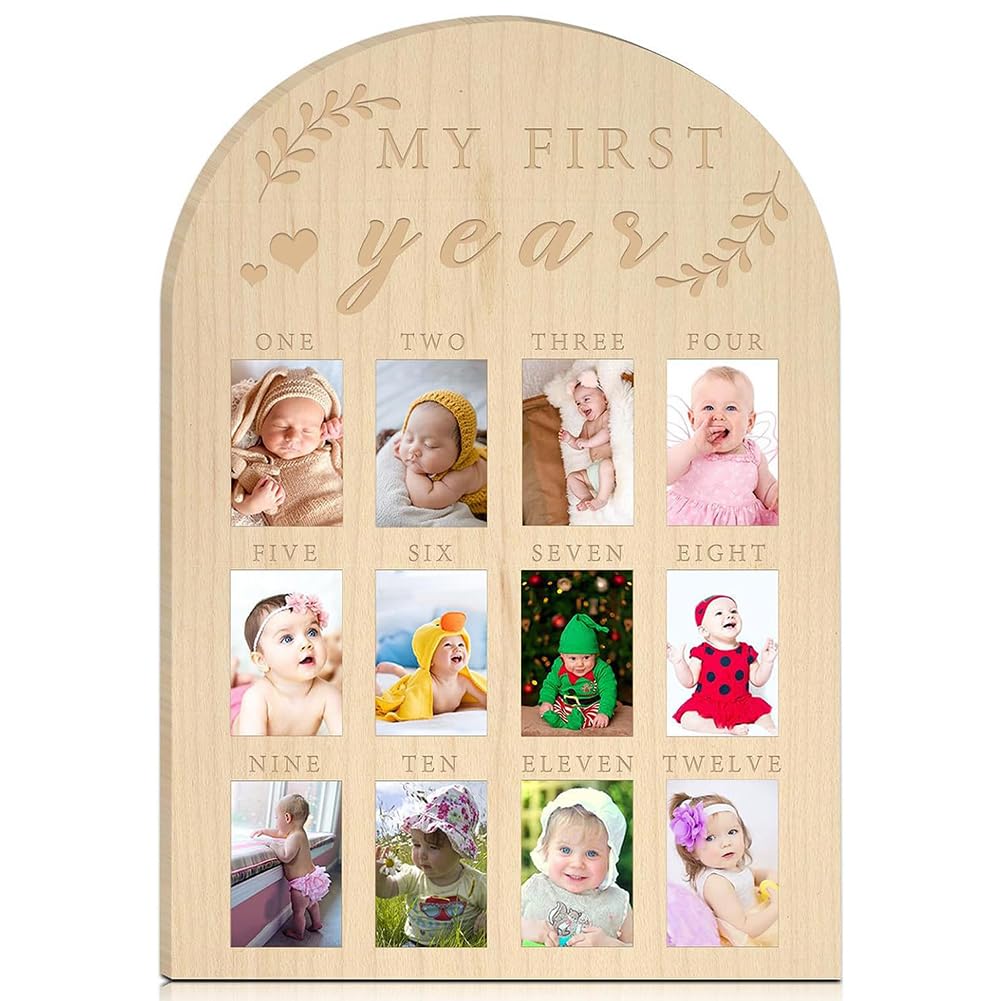 MY FIRST
year
ONE TWO THREE FOUR
FIVE SIX SEVEN EIGHT
NINE TEN ELEVEN TWELVE